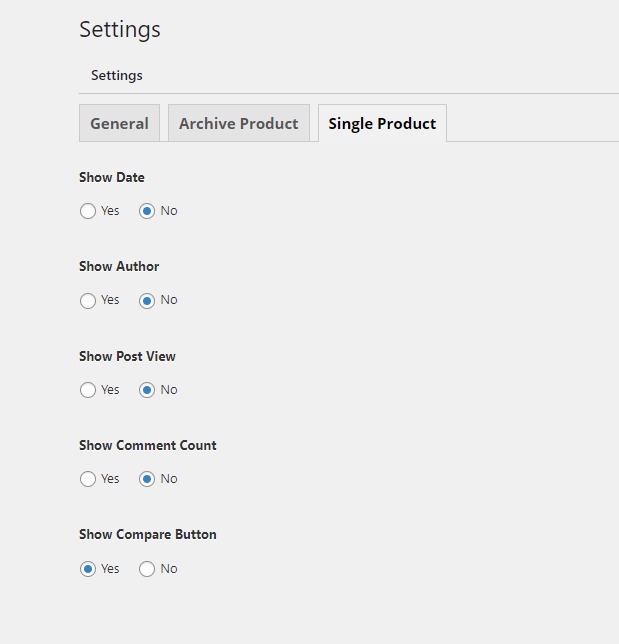 Settings
Settings
General Archive Product Single Product
Show Date
Yes No
Show Author
Yes No
Show Post View
Yes No
Show Comment Count
Yes No
Show Compare Button
Yes No